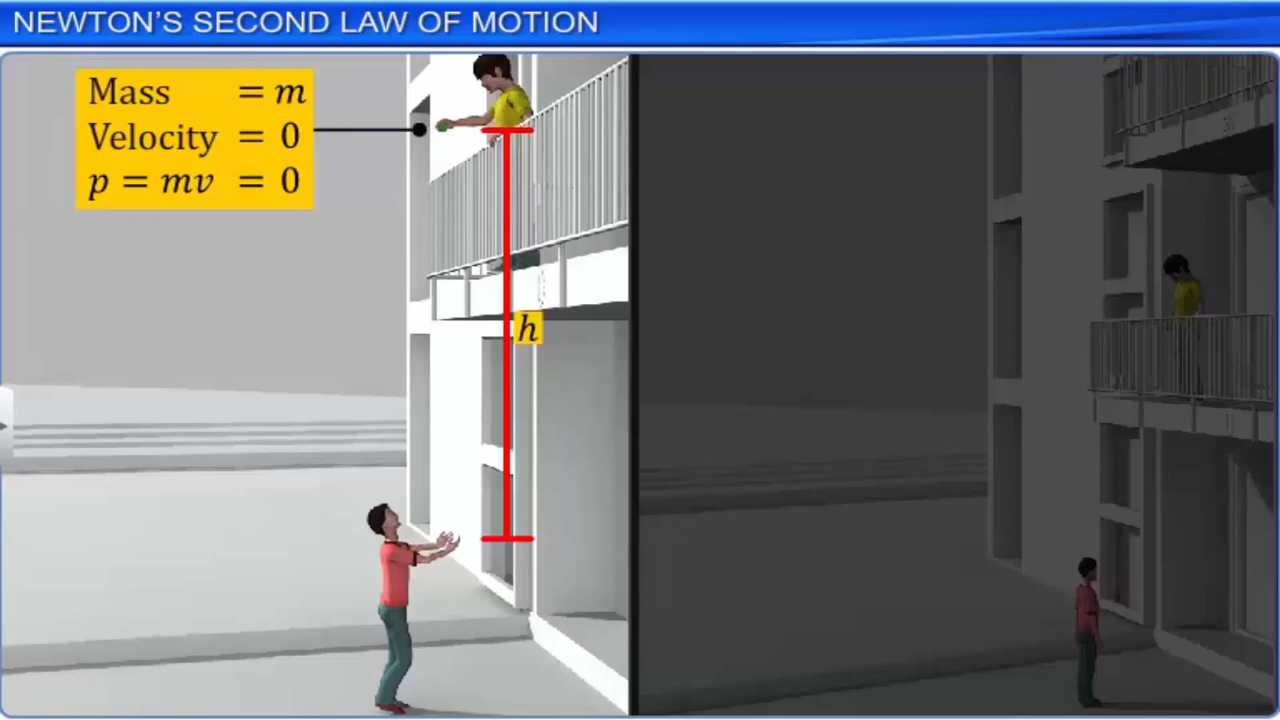 NEWTON'S SECOND LAW OF MOTION
Mass = m
Velocity = 0
p = mv = 0
h